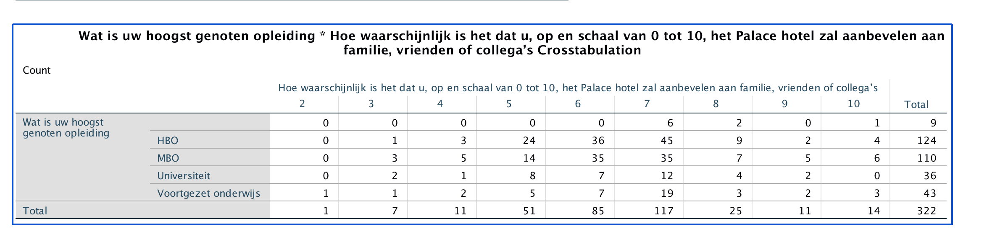 Wat is uw hoogst genoten opleiding * Hoe waarschijnlijk is het dat u, op en schaal van 0 tot 10, het Palace hotel zal aanbevelen aan
familie, vrienden of collega’s Crosstabulation
Count
Hoe waarschijnlijk is het dat u, op en schaal van 0 tot 10, het Palace hotel zal aanbevelen aan familie, vrienden of collega’s
2 3 4 5 6 7 8 9 10 Total
Wat is uw hoogst
genoten opleiding
0 0 0 0 0 6 2 0 1 9
HBO 0 1 3 24 36 45 9 2 4 124
MBO 0 3 5 14 35 35 7 5 6 110
Universiteit 0 2 1 8 7 12 4 2 0 36
Voortgezet onderwijs 1 1 2 5 7 19 3 2 3 43
Total 1 7 11 51 85 117 25 11 14 322